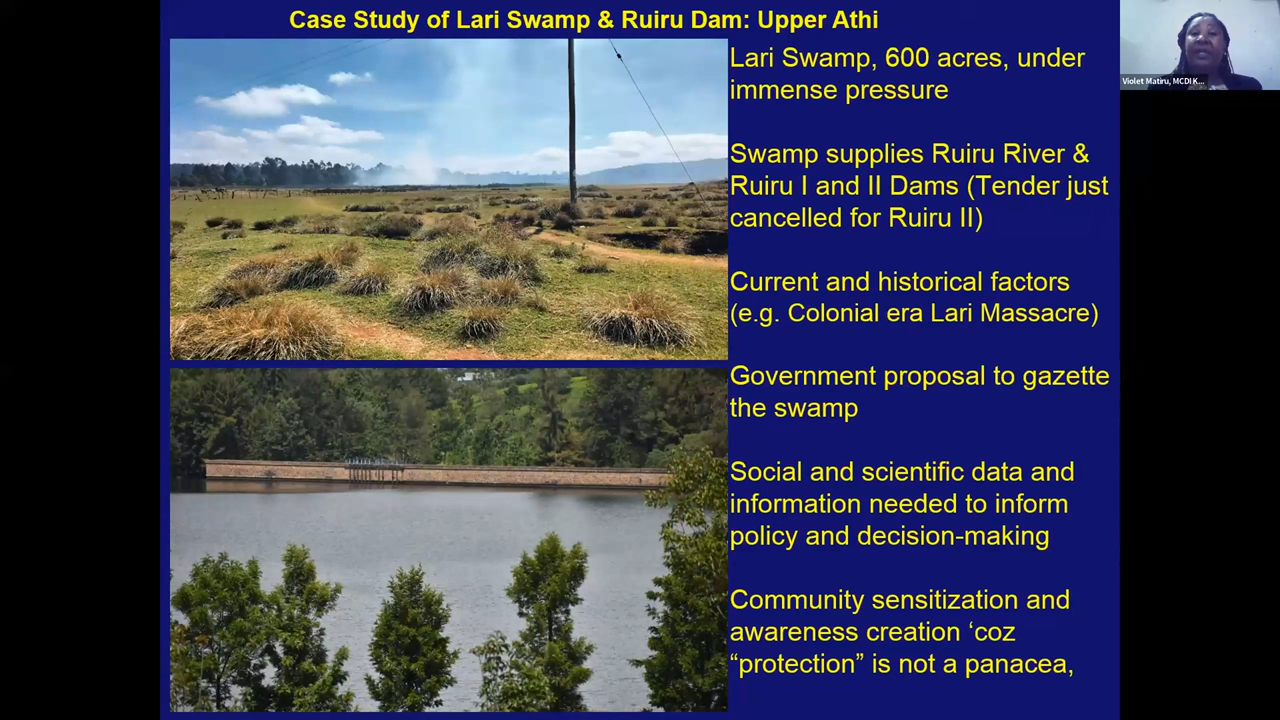 Case Study of Lari Swamp & Ruiru Dam: Upper Athi
Lari Swamp, 600 acres, under
immense pressure
Swamp supplies Ruiru River &
Ruiru I and II Dams (Tender just
cancelled for Ruiru II)
Current and historical factors
(e.g. Colonial era Lari Massacre)
Government proposal to gazette
the swamp
Social and scientific data and
information needed to inform
policy and decision-making
Community sensitization and
awareness creation ‘coz
“protection” is not a panacea,
Violet Matiru, MCDI K...